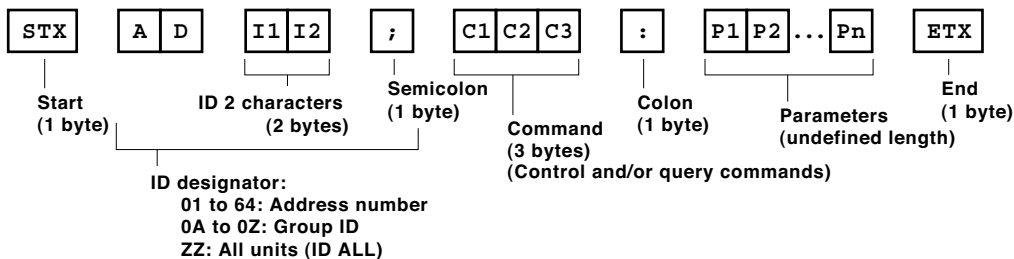 STX A D I1 I2 ; C1 C2 C3 : P1 P2 ... Pn ETX
Start
(1 byte)
ID 2 characters
(2 bytes)
Semicolon
(1 byte)
Command
(3 bytes)
(Control and/or query commands)
Colon
(1 byte)
Parameters
(undefined length)
End
(1 byte)
ID designator:
01 to 64: Address number
0A to 0Z: Group ID
ZZ: All units (ID ALL)